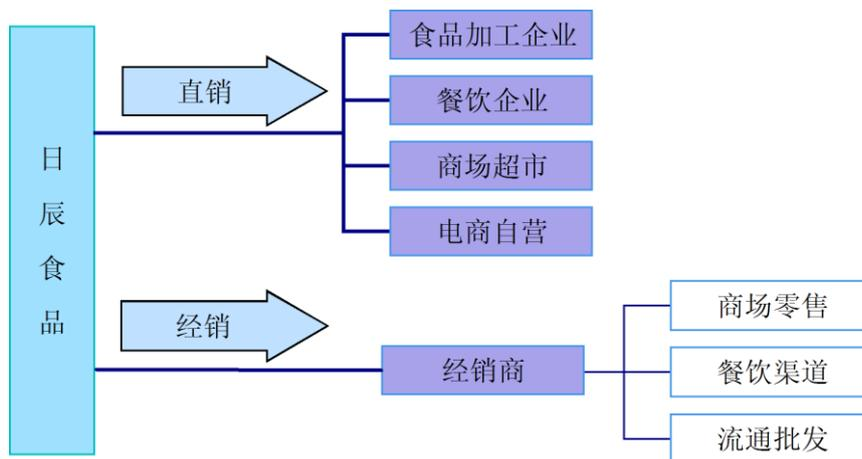 日辰食品
直销
食品加工企业
餐饮企业
商场超市
电商自营
经销
经销商
商场零售
餐饮渠道
流通批发